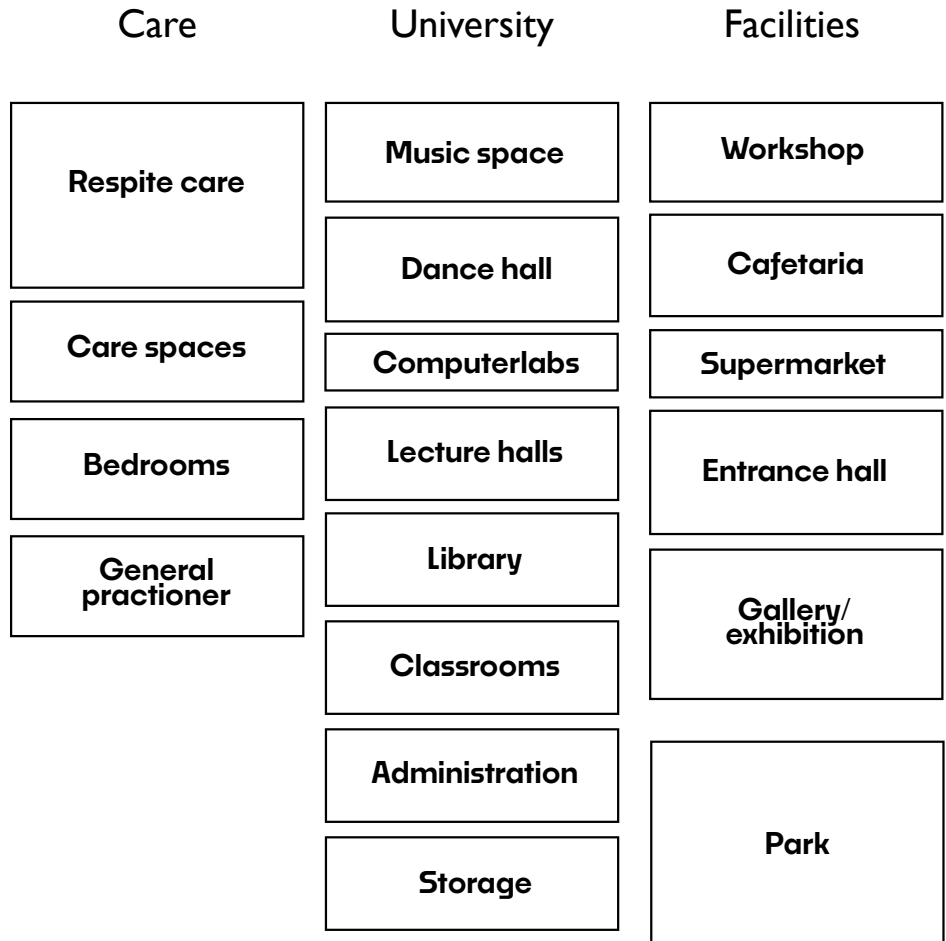 Care
University
Facilities
Respite care
Care spaces
Bedrooms
General
practioner
Music space
Dance hall
Computerlabs
Lecture halls
Library
Classrooms
Administration
Storage
Workshop
Cafetaria
Supermarket
Entrance hall
Gallery/
exhibition
Park